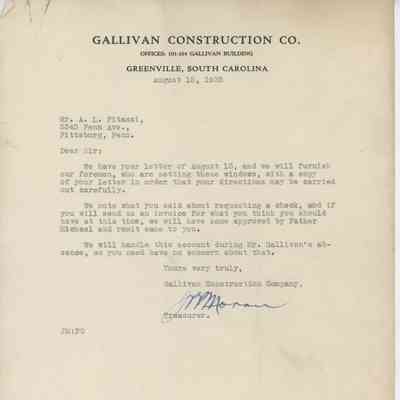 GALLIVAN CONSTRUCTION CO.
OFFICES: 101-104 GALLIVAN BUILDING
GREENVILLE, SOUTH CAROLINA
August 18, 1938
Mr. A. L. Pitassi,
5340 Penn Ave.,
Pittsburg, Penn.
Dear Sir:
We have your letter of August 15, and we will furnish
our foreman, who are setting these windows, with a copy
of your letter in order that your directions may be carried
out carefully.
We note what you said about requesting a check, and if
you will send us an invoice for what you think you should
have at this time, we will have same approved by Father
Michael and remit same to you.
We will handle this account during Mr. Gallivan's ab-
sence, so you need have no concern about that.
Yours very truly,
Gallivan Construction Company.
Moran
Treasurer.